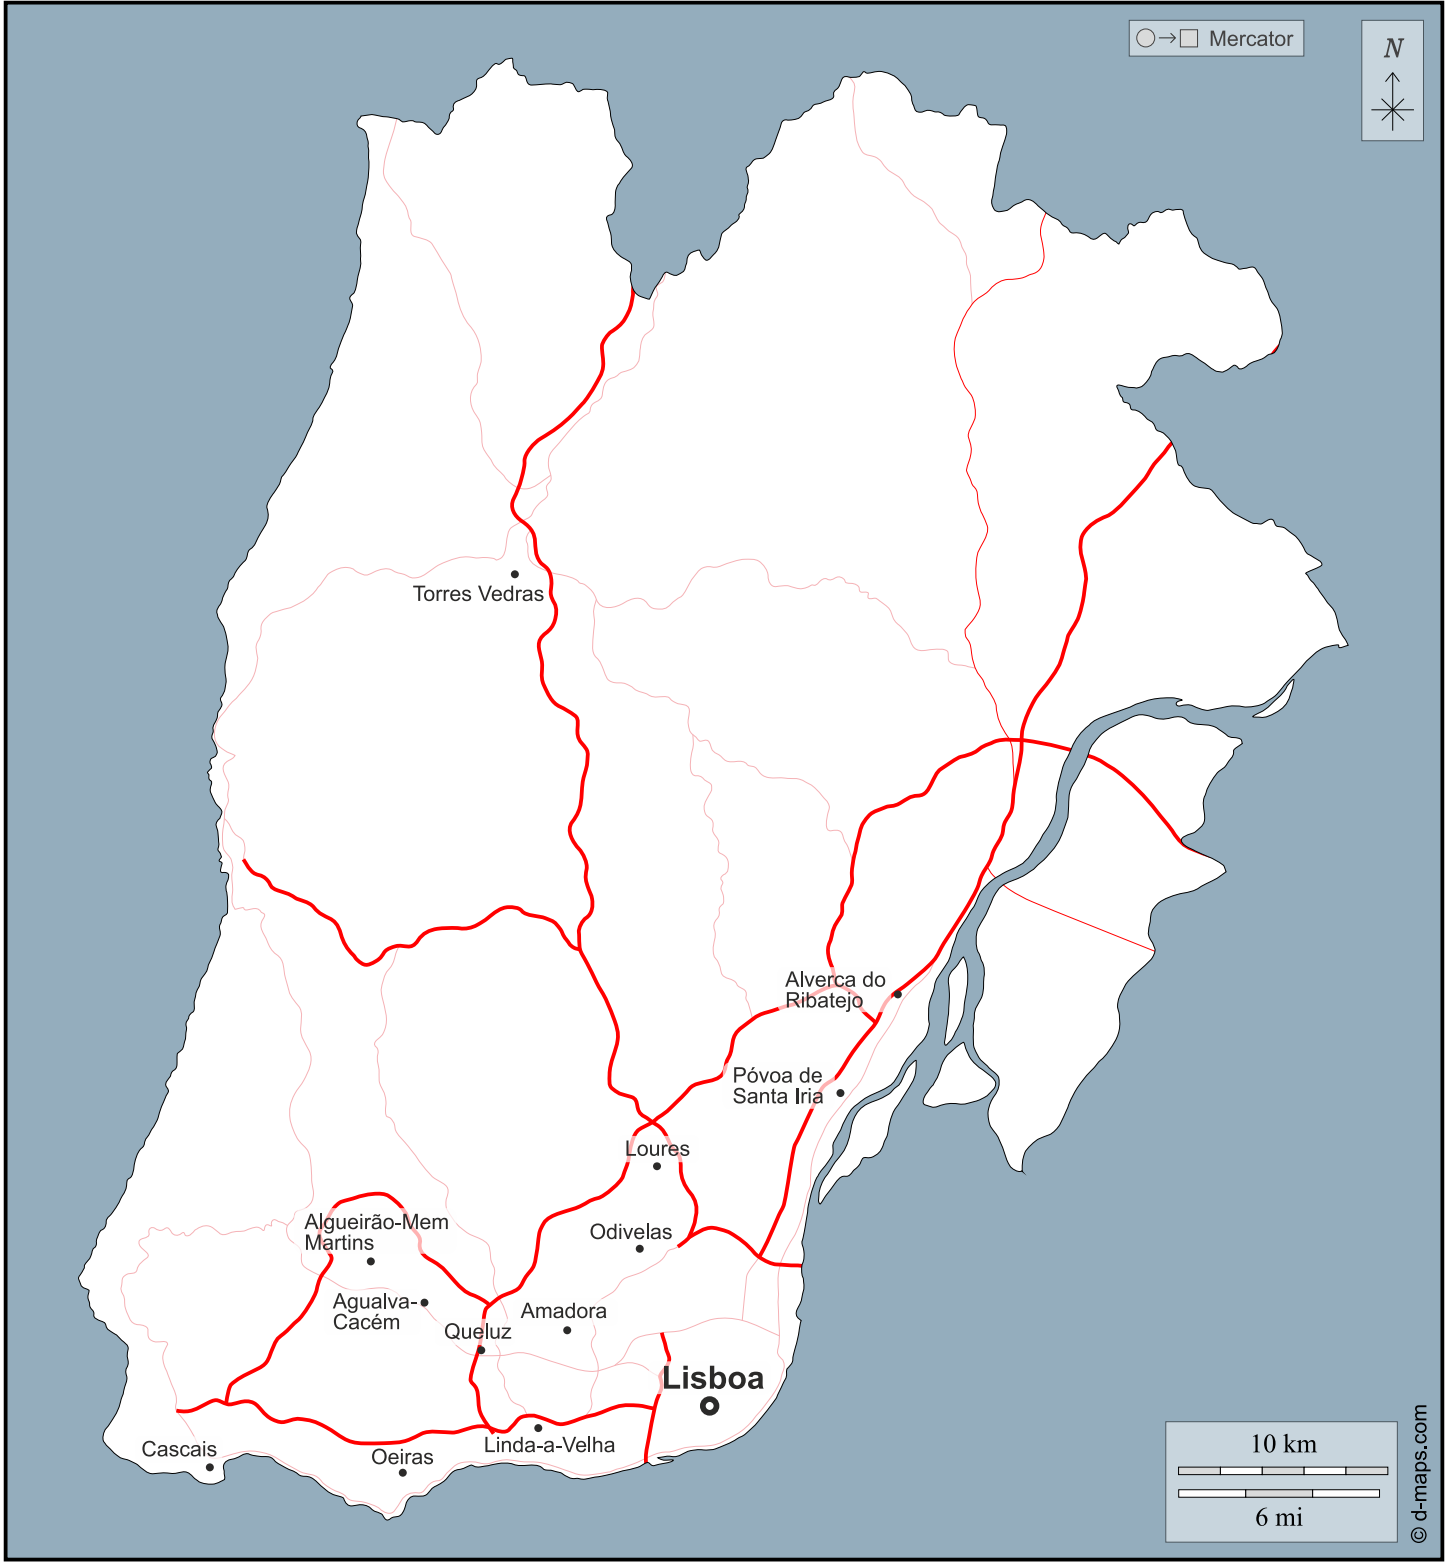 Mercator
N
Torres Vedras
Alverca do
Ribatejo
Póvoa de
Santa Iria
Loures
Algueirão-Mem
Martins
Odivelas
Agualva-
Cacém
Amadora
Queluz
Lisboa
Cascais
Oeiras
Linda-a-Velha
10 km
6 mi
© d-maps.com